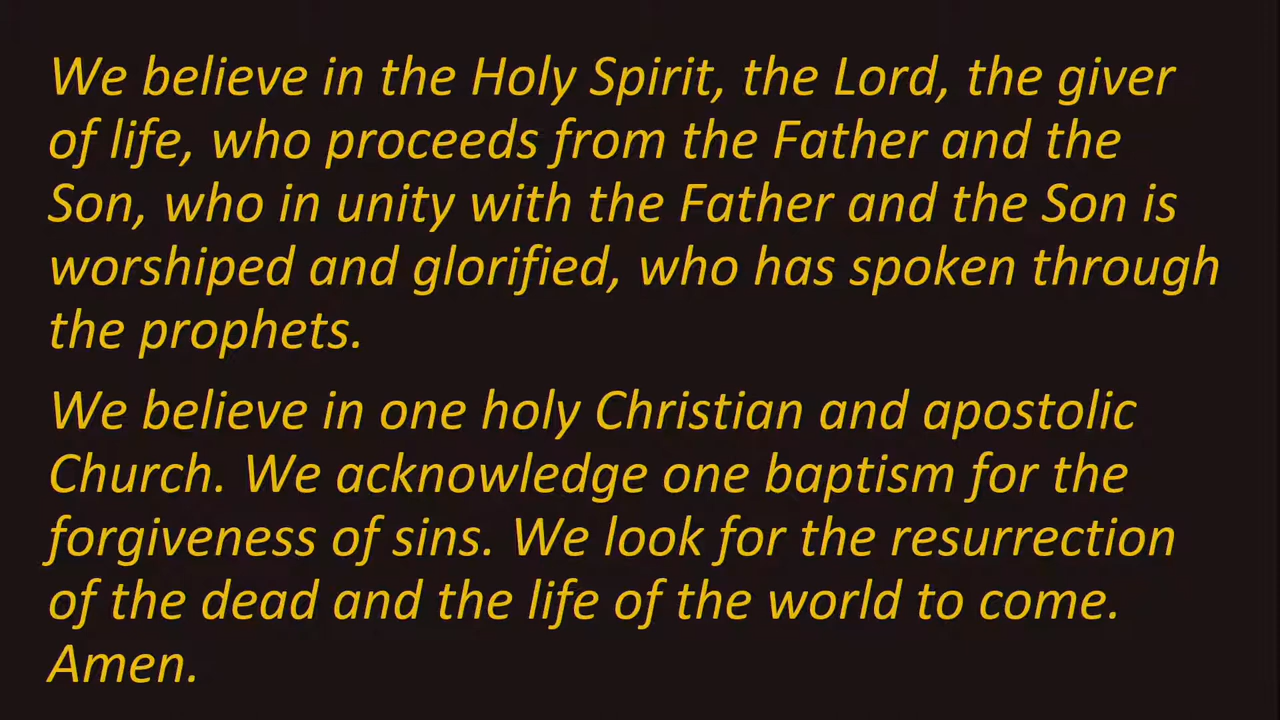 We believe in the Holy Spirit, the Lord, the giver
of life, who proceeds from the Father and the
Son, who in unity with the Father and the Son is
worshiped and glorified, who has spoken through
the prophets.
We believe in one holy Christian and apostolic
Church. We acknowledge one baptism for the
forgiveness of sins. We look for the resurrection
of the dead and the life of the world to come.
Amen.